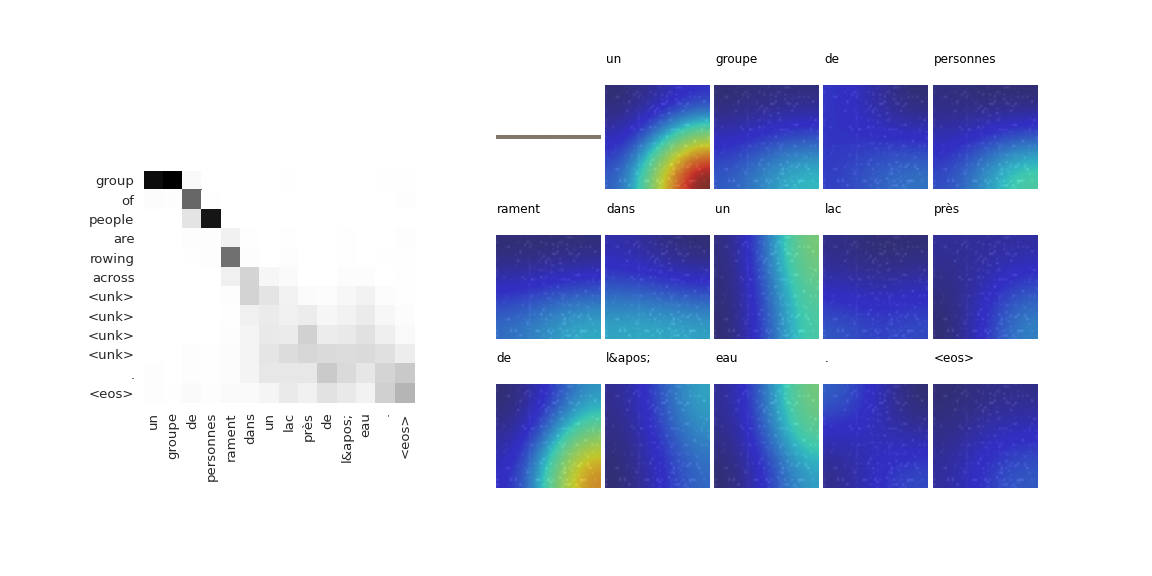 group
of
people
are
rowing
across
<unk>
<unk>
<unk>
<unk>
.
<eos>
un
groupe
de
personnes
rament
dans
un
lac
près
de
l&apos;
eau
.
<eos>
un groupe de personnes
rament dans un lac près
de l&apos; eau . <eos>